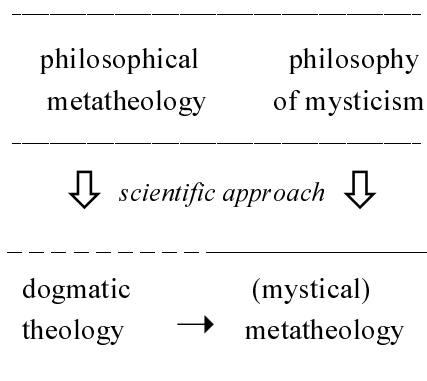 philosophical philosophy
metatheology of mysticism
scientific approach
dogmatic (mystical)
theology → metatheology